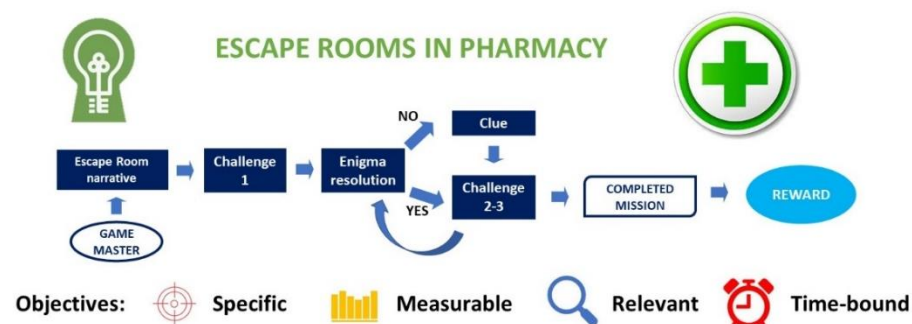 ESCAPE ROOMS IN PHARMACY
Escape Room
narrative
GAME
MASTER
Challenge
1
Enigma
resolution
NO
YES
Clue
Challenge
2-3
COMPLETED
MISSION
REWARD
Objectives:
Specific
Measurable
Relevant
Time-bound